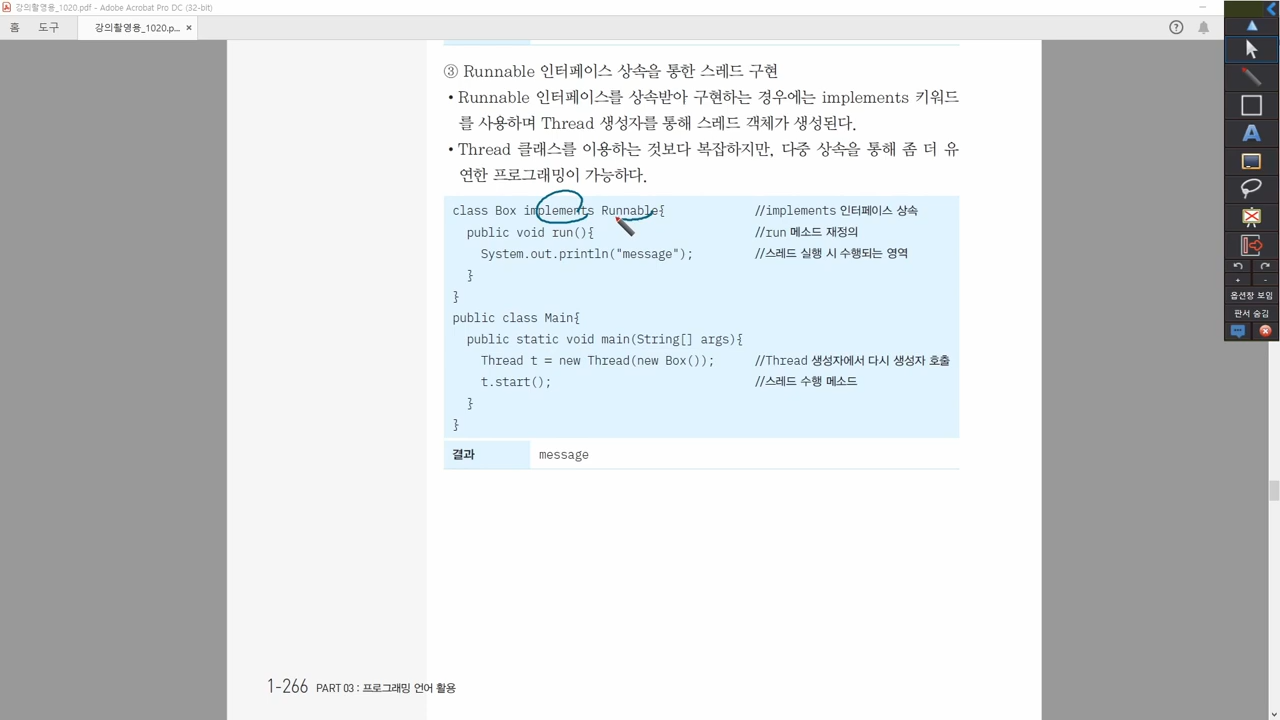 강의촬영용_1020.pdf - Adobe Acrobat Pro DC (32-bit)
홈 도구 강의촬영용_1020.p... ×
③ Runnable 인터페이스 상속을 통한 스레드 구현
• Runnable 인터페이스를 상속받아 구현하는 경우에는 implements 키워드
를 사용하며 Thread 생성자를 통해 스레드 객체가 생성된다.
• Thread 클래스를 이용하는 것보다 복잡하지만, 다중 상속을 통해 좀 더 유
연한 프로그래밍이 가능하다.
class Box implements Runnable{ //implements 인터페이스 상속
public void run(){ //run 메소드 재정의
System.out.println("message"); //스레드 실행 시 수행되는 영역
}
}
public class Main{
public static void main(String[] args){
Thread t = new Thread(new Box()); //Thread 생성자에서 다시 생성자 호출
t.start(); //스레드 수행 메소드
}
}
결과 message
1-266 PART 03 : 프로그래밍 언어 활용
A
+ -
옵션장 보임
판서 숨김